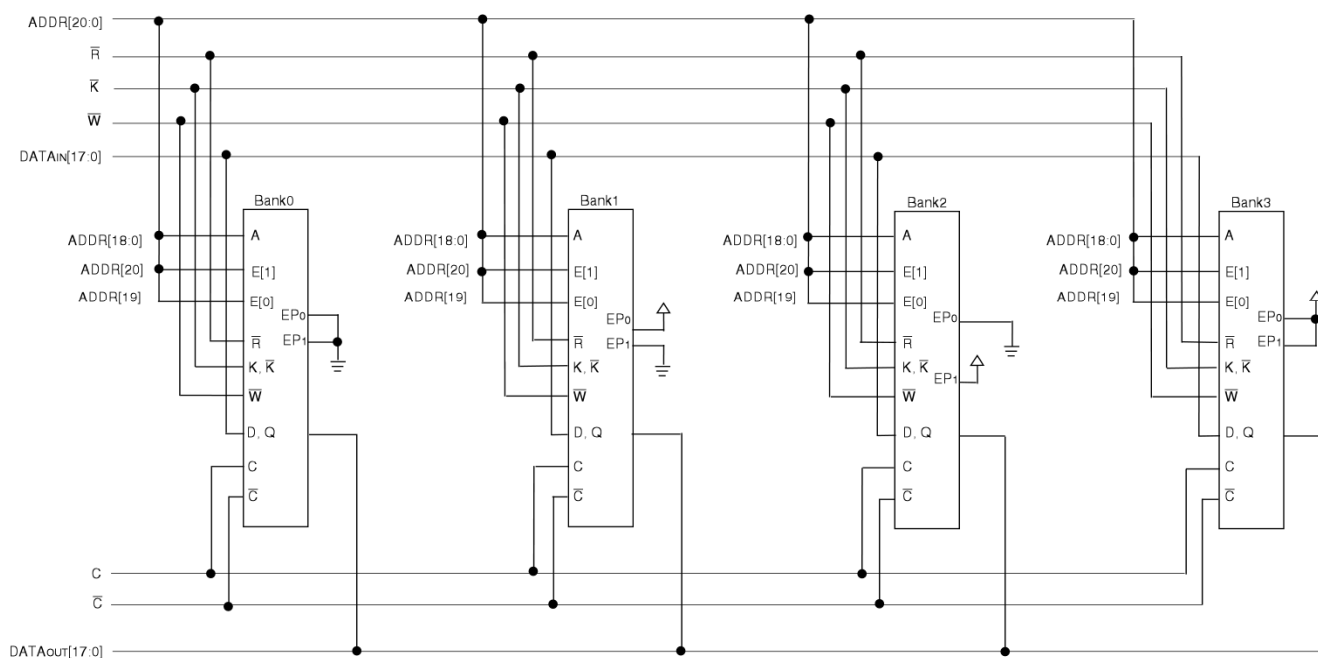 ADDR[20:0]
R̅
K̅
W̅
DATAIN[17:0]
Bank0
ADDR[18:0]
ADDR[20]
ADDR[19]
A
E[1]
E[0]
EP0
EP1
R̅
K, K̅
W̅
D, Q
C
C̅
Bank1
ADDR[18:0]
ADDR[20]
ADDR[19]
A
E[1]
E[0]
EP0
EP1
R̅
K, K̅
W̅
D, Q
C
C̅
Bank2
ADDR[18:0]
ADDR[20]
ADDR[19]
A
E[1]
E[0]
EP0
R̅
K, K̅
EP1
W̅
D, Q
C
C̅
Bank3
ADDR[18:0]
ADDR[20]
ADDR[19]
A
E[1]
E[0]
EP0
EP1
R̅
K, K̅
W̅
D, Q
C
C̅
C
C̅
DATAOUT[17:0]